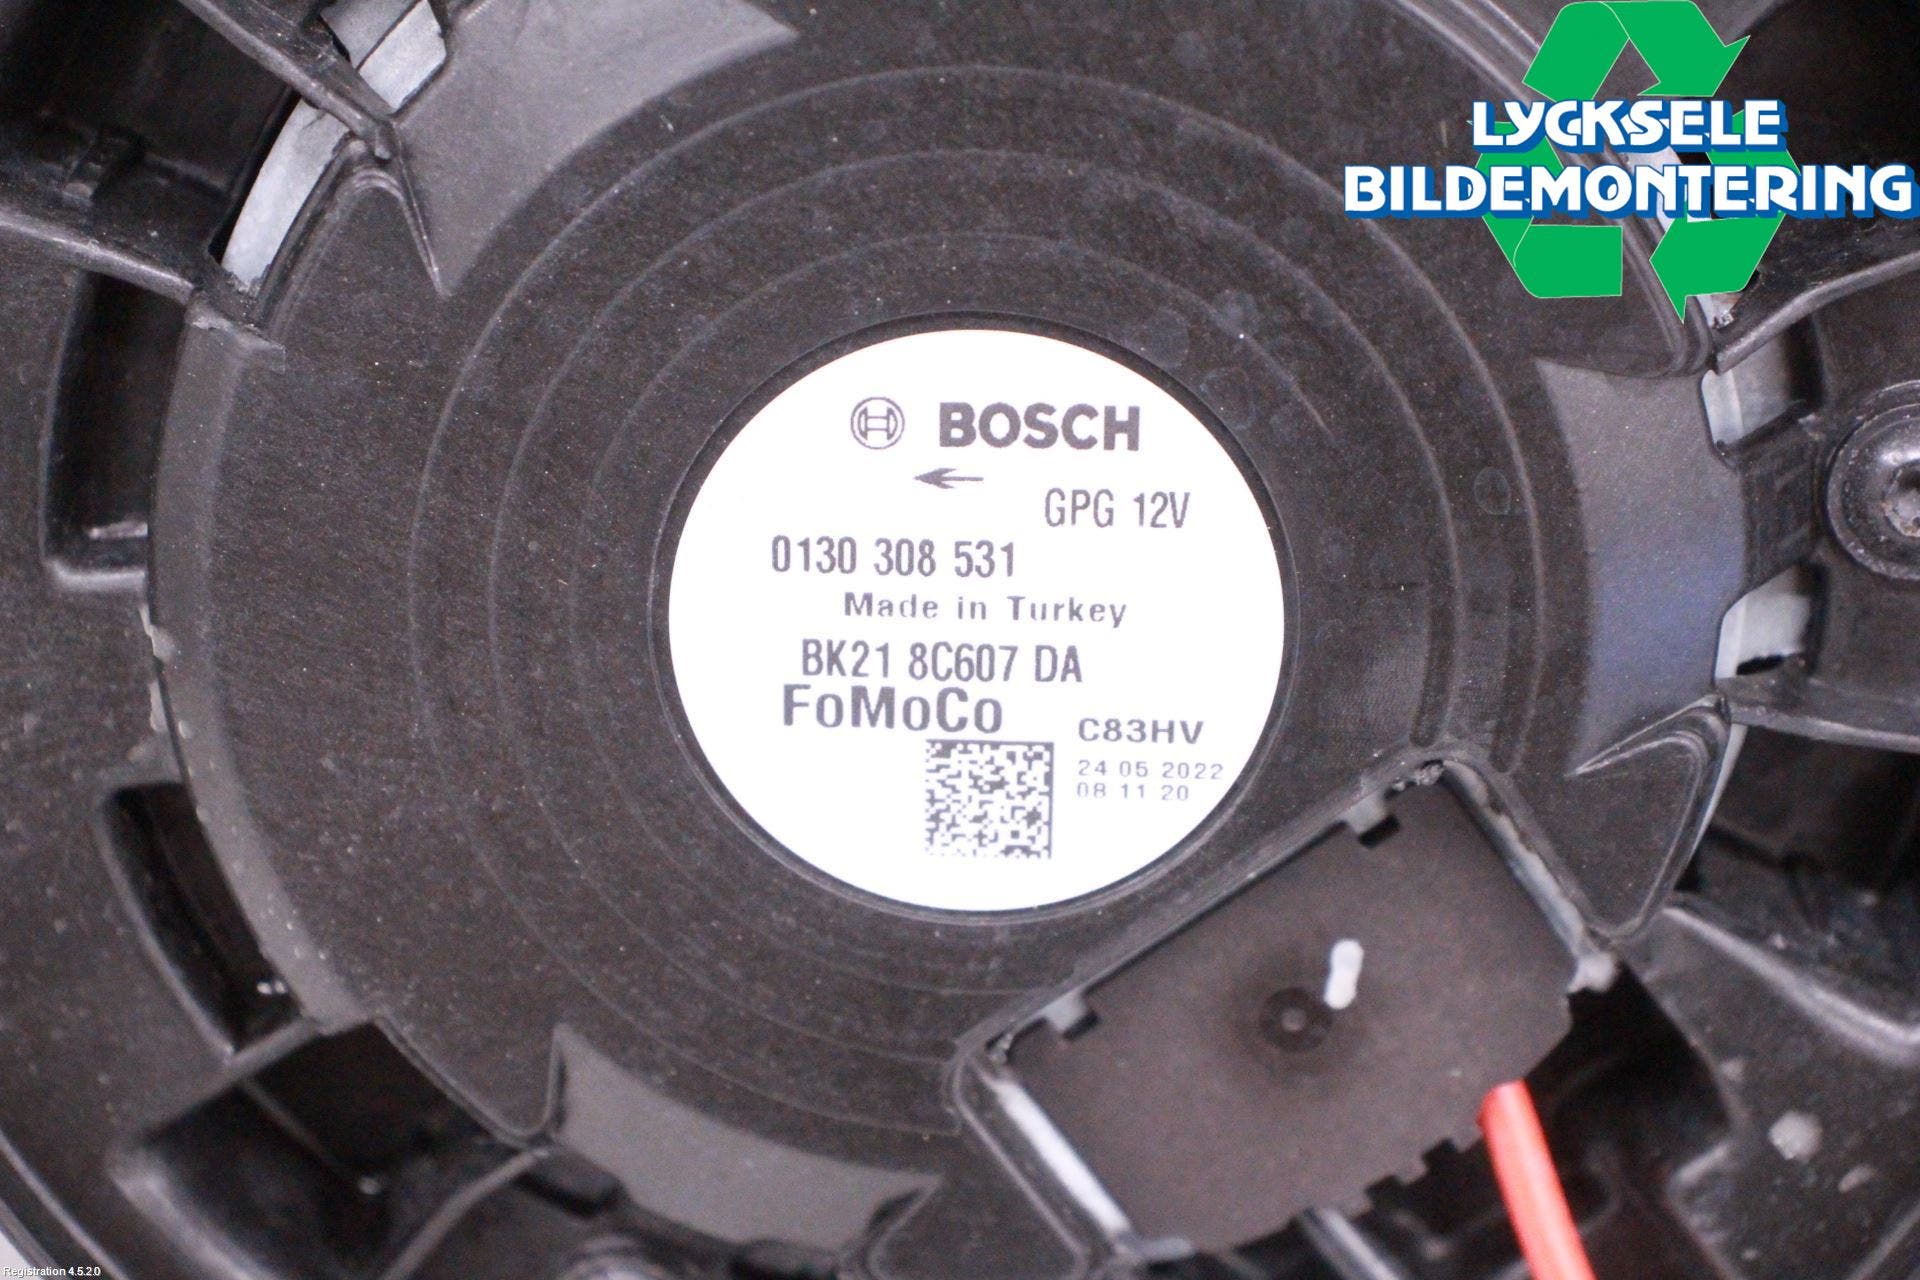 LYCKSELE
BILDEMONTERING
BOSCH
GPG 12V
0130 308 531
Made in Turkey
BK21 8C607 DA
FoMoCo
C83HV
24 05 2022
08 11 20
Registration 4.5.2.0